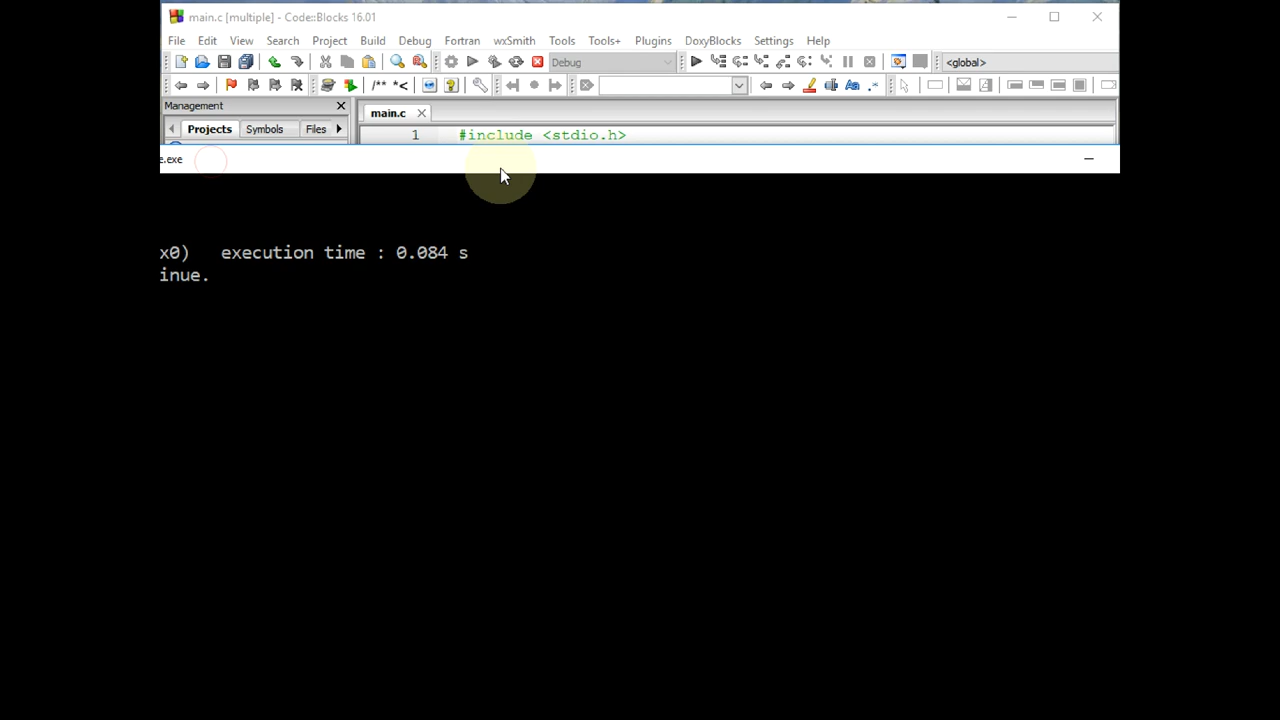 main.c [multiple] - Code::Blocks 16.01
File Edit View Search Project Build Debug Fortran wxSmith Tools Tools+ Plugins DoxyBlocks Settings Help
Debug <global>
/** *<
Management
main.c
Projects Symbols Files
1 #include <stdio.h>
e.exe
x0) execution time : 0.084 s
inue.